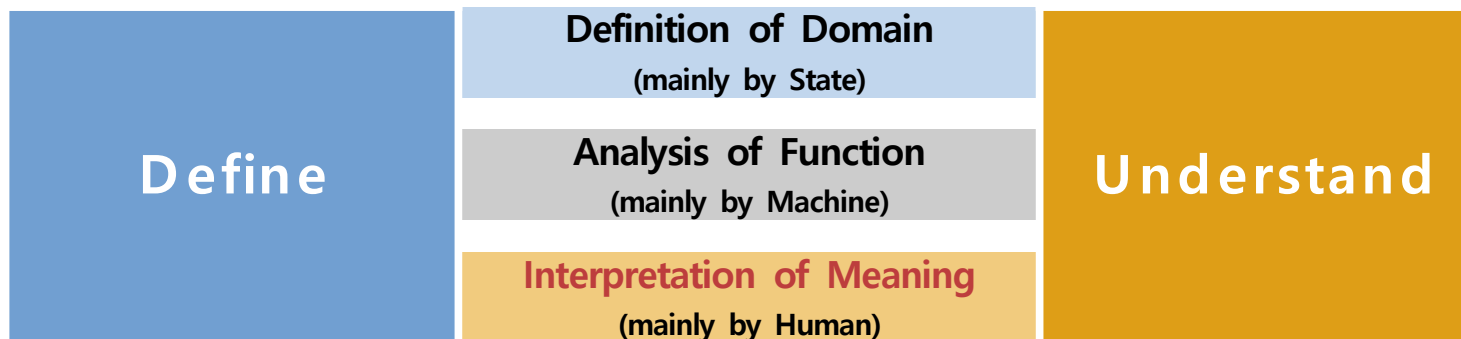 Define
Definition of Domain
(mainly by State)
Analysis of Function
(mainly by Machine)
Interpretation of Meaning
(mainly by Human)
Understand